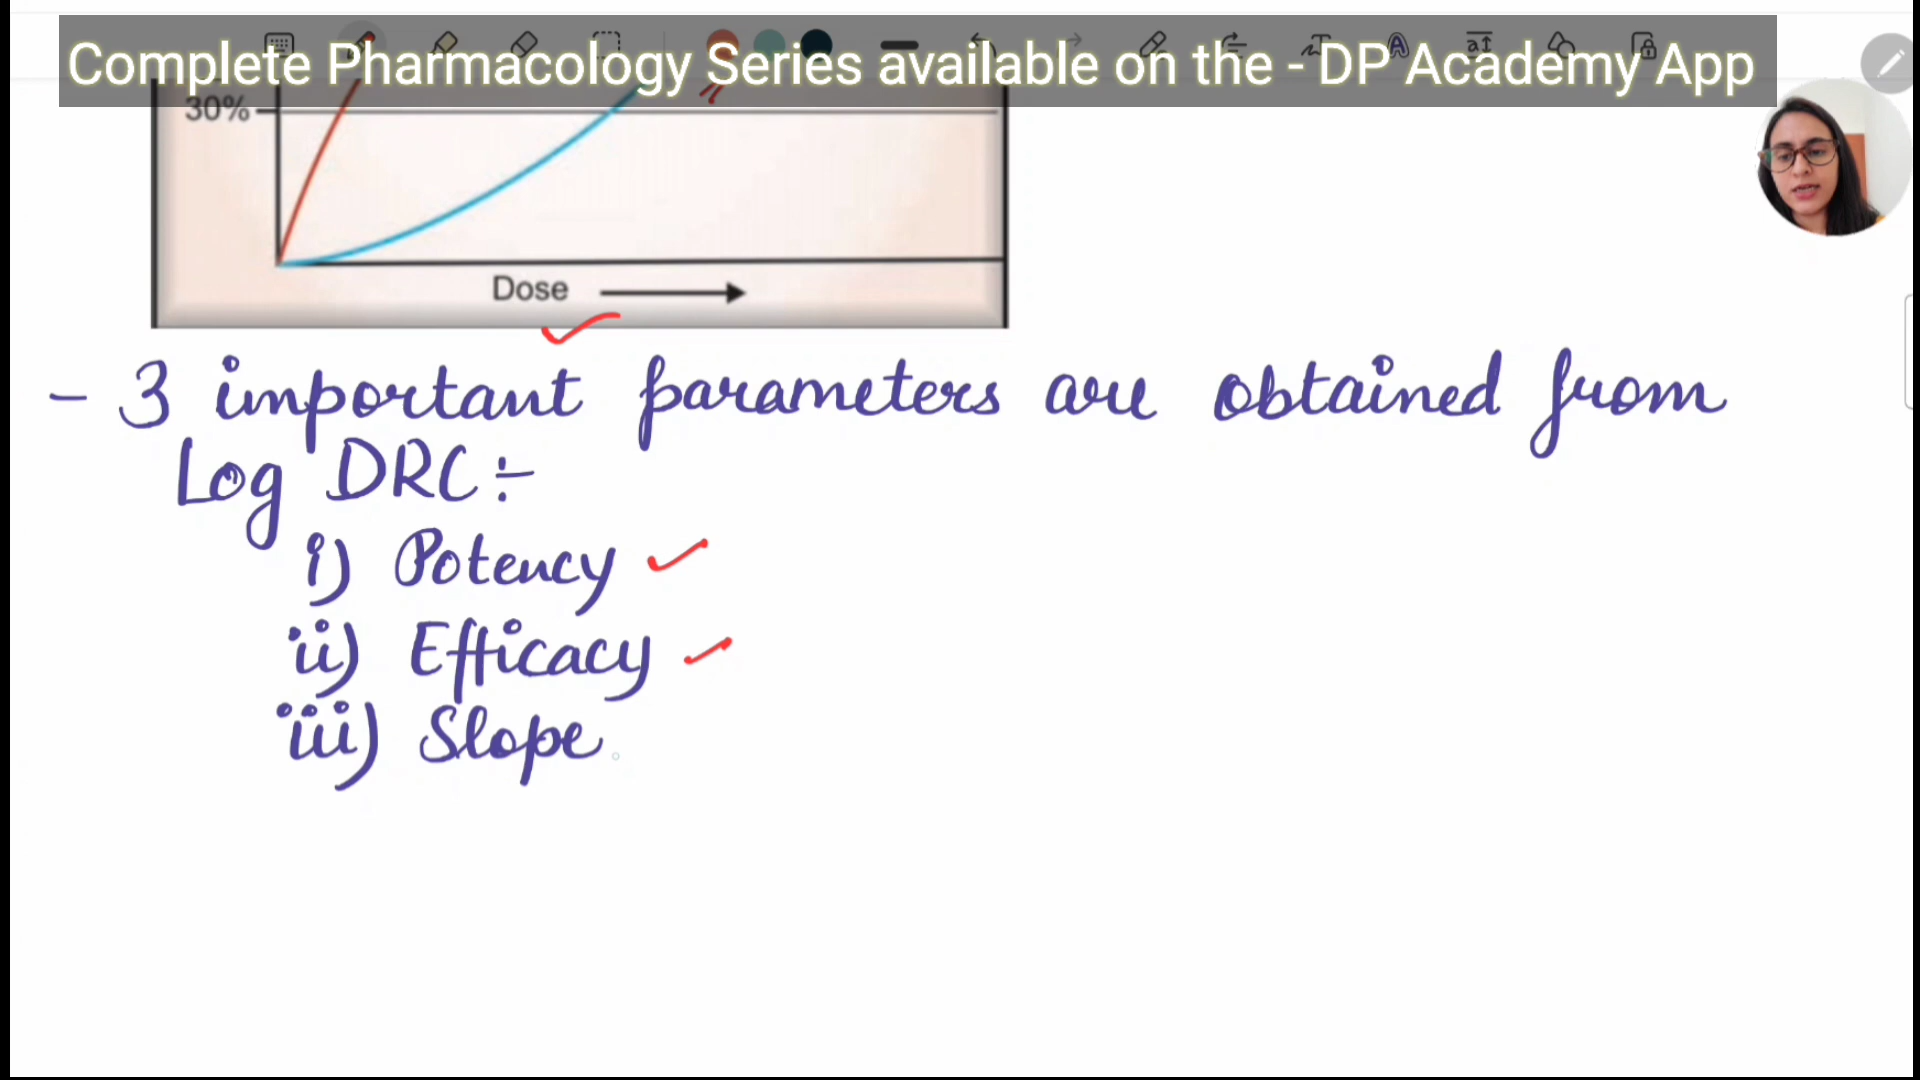 Complete Pharmacology Series available on the - DP Academy App
30%
Dose
- 3 important parameters are obtained from
Log DRC :-
i) Potency
ii) Efficacy
iii) Slope